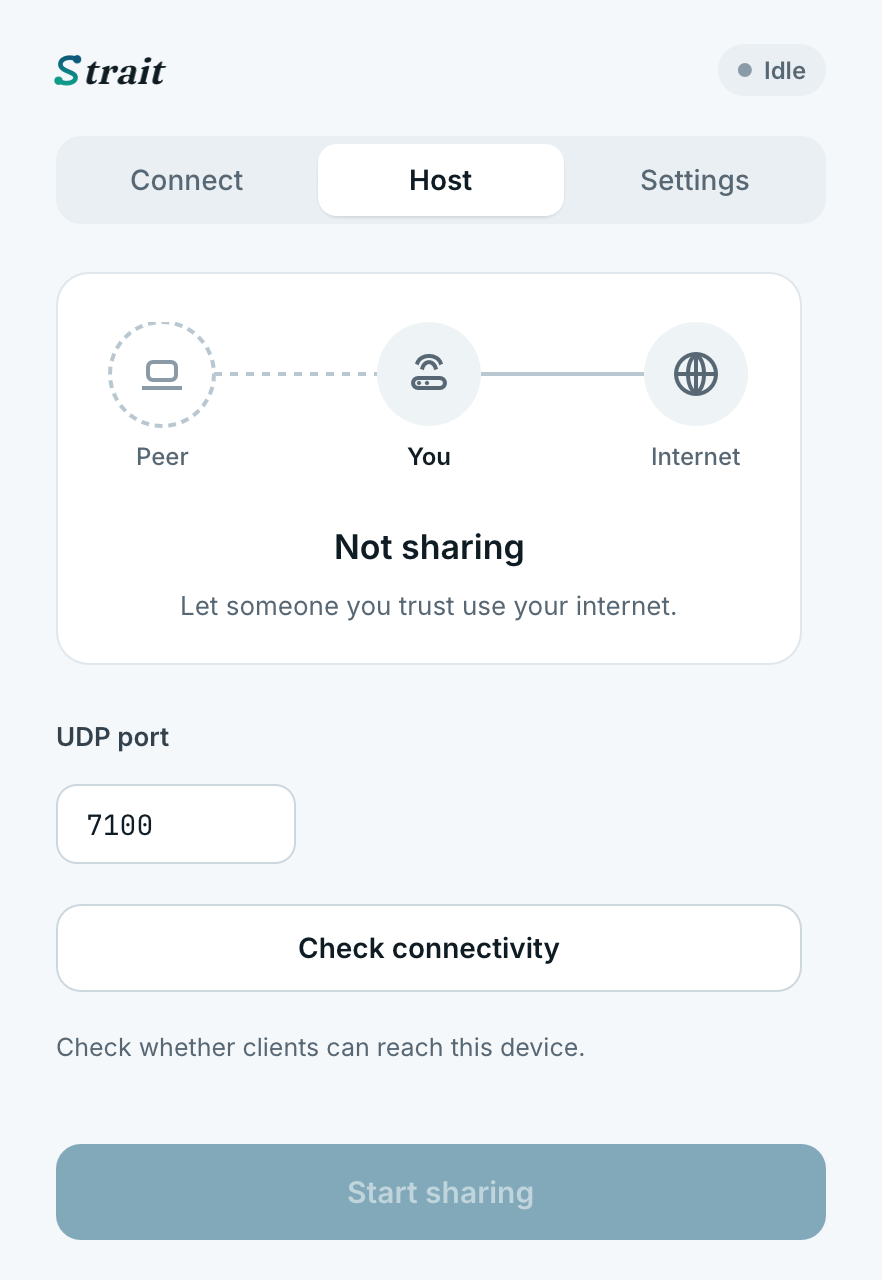 Strait
Idle
Connect Host Settings
Peer You Internet
Not sharing
Let someone you trust use your internet.
UDP port
7100
Check connectivity
Check whether clients can reach this device.
Start sharing